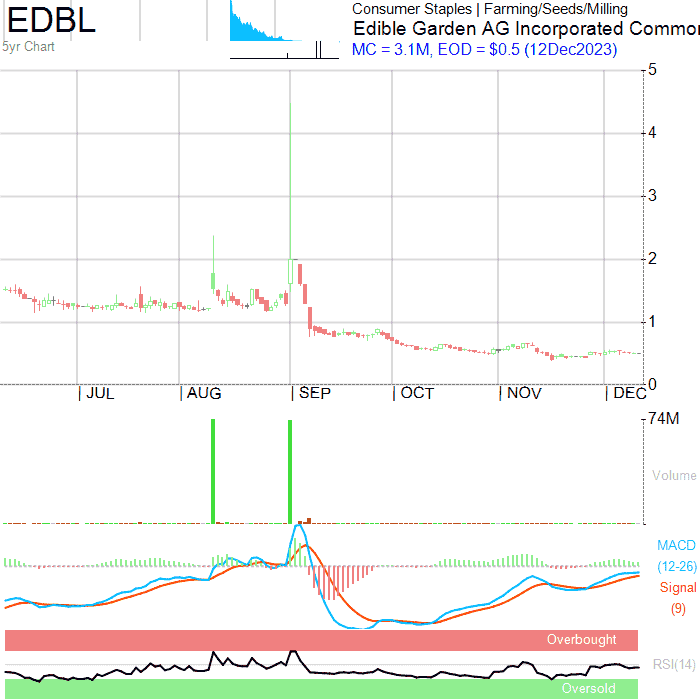 EDBL
Consumer Staples | Farming/Seeds/Milling
Edible Garden AG Incorporated Common
5yr Chart
MC = 3.1M, EOD = $0.5 (12Dec2023)
5
4
3
2
1
0
| JUL | AUG | SEP | OCT | NOV | DEC
74M
Volume
MACD
(12-26)
Signal
(9)
Overbought
RSI(14)
Oversold